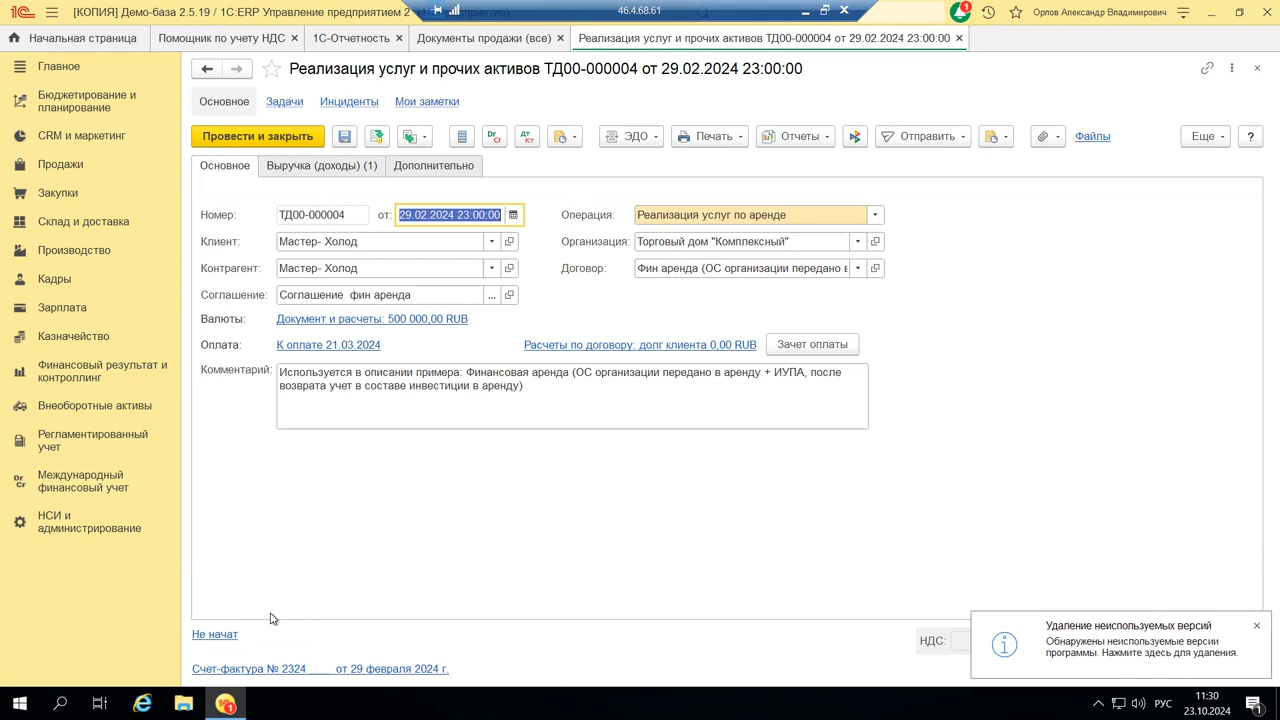 [КОПИЯ] Демо-база 2.5.19 / 1С:ERP Управление предприятием 2
46.4.68.61
1
Орлов Александр Владимирович
Начальная страница
Помощник по учету НДС ×
1С-Отчетность ×
Документы продажи (все) ×
Реализация услуг и прочих активов ТД00-000004 от 29.02.2024 23:00:00 ×
Главное
Бюджетирование и
планирование
CRM и маркетинг
Продажи
Закупки
Склад и доставка
Производство
Кадры
Зарплата
Казначейство
Финансовый результат и
контроллинг
Внеоборотные активы
Регламентированный
учет
Международный
финансовый учет
НСИ и
администрирование
Реализация услуг и прочих активов ТД00-000004 от 29.02.2024 23:00:00
Основное Задачи Инциденты Мои заметки
Провести и закрыть Dr Cr Дт Кт ЭДО Печать Отчеты Отправить Файлы Еще ?
Основное Выручка (доходы) (1) Дополнительно
Номер: ТД00-000004 от: 29.02.2024 23:00:00 Операция: Реализация услуг по аренде
Клиент: Мастер- Холод Организация: Торговый дом "Комплексный"
Контрагент: Мастер- Холод Договор: Фин аренда (ОС организации передано в
Соглашение: Соглашение фин аренда ...
Валюты: Документ и расчеты: 500 000,00 RUB
Оплата: К оплате 21.03.2024 Расчеты по договору: долг клиента 0,00 RUB Зачет оплаты
Комментарий: Используется в описании примера: Финансовая аренда (ОС организации передано в аренду + ИУПА, после
возврата учет в составе инвестиции в аренду)
Не начат
НДС:
Счет-фактура № 2324 ____ от 29 февраля 2024 г.
Удаление неиспользуемых версий
Обнаружены неиспользуемые версии
программы. Нажмите здесь для удаления.
1
РУС
11:30
23.10.2024
1